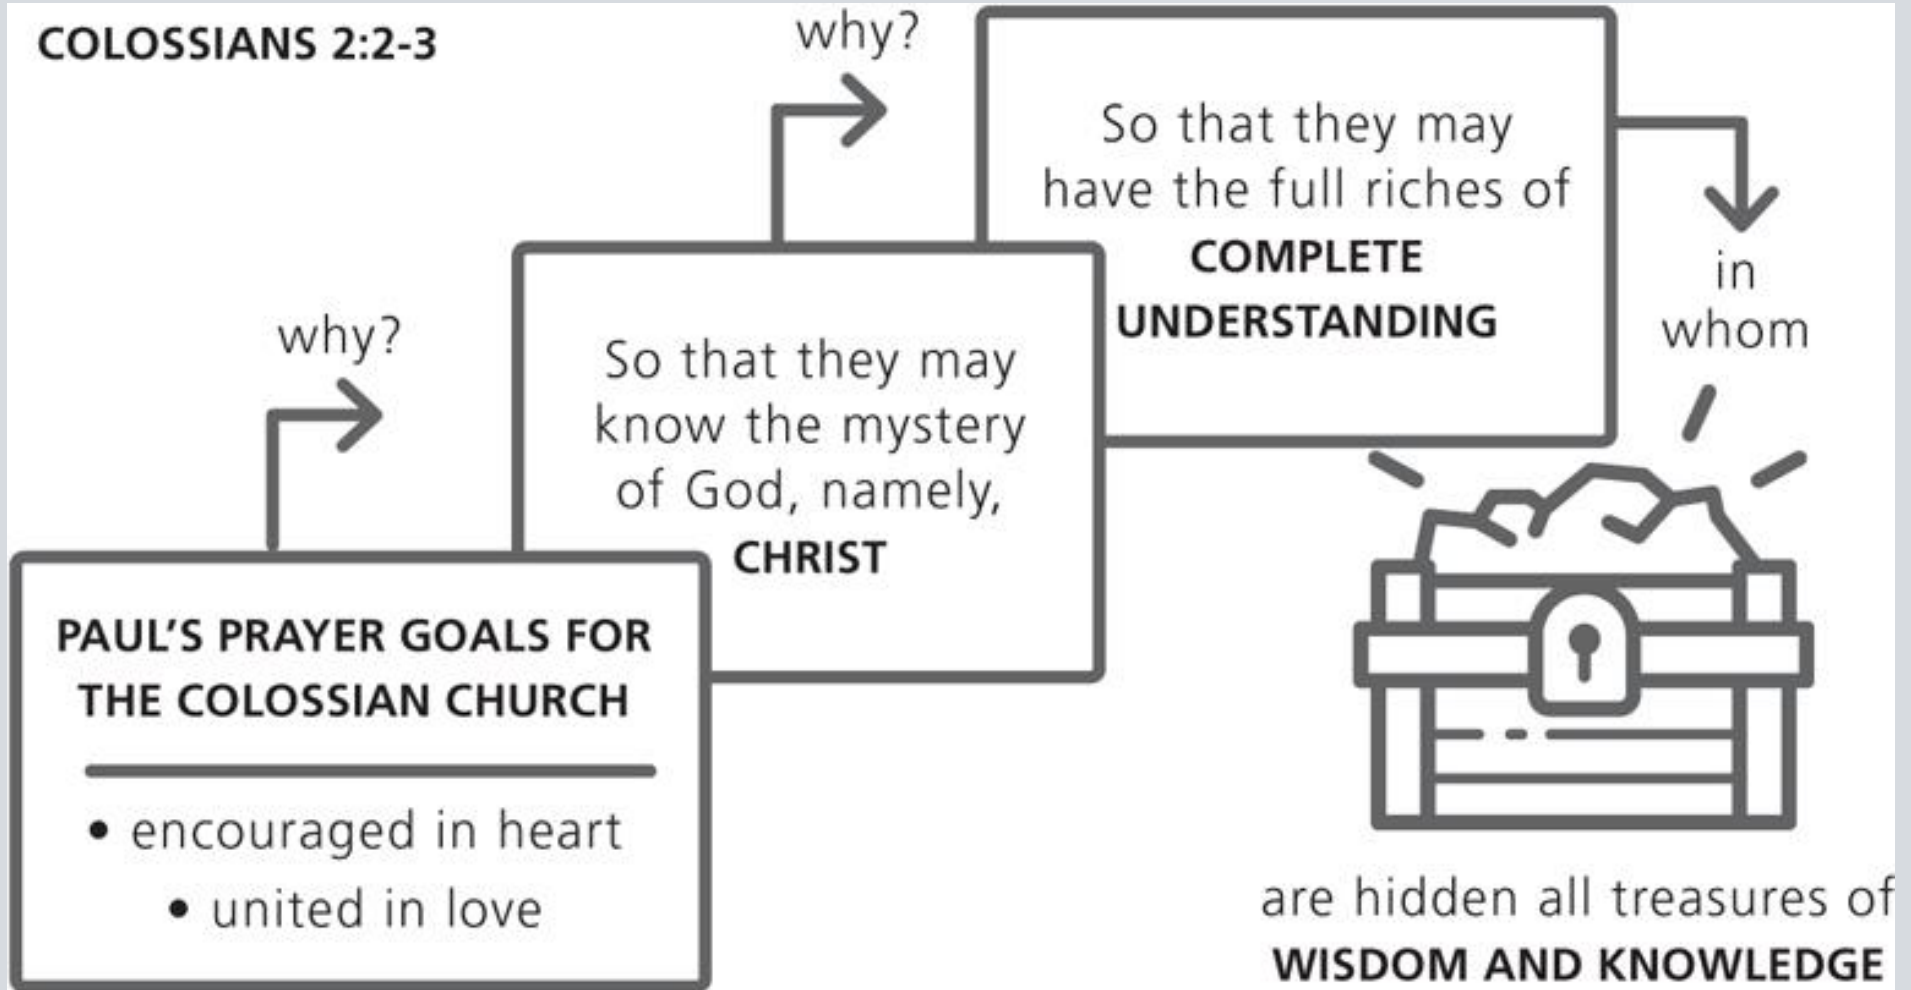 COLOSSIANS 2:2-3
PAUL'S PRAYER GOALS FOR
THE COLOSSIAN CHURCH
• encouraged in heart
• united in love
why?
So that they may
know the mystery
of God, namely,
CHRIST
why?
So that they may
have the full riches of
COMPLETE
UNDERSTANDING
in
whom
are hidden all treasures of
WISDOM AND KNOWLEDGE